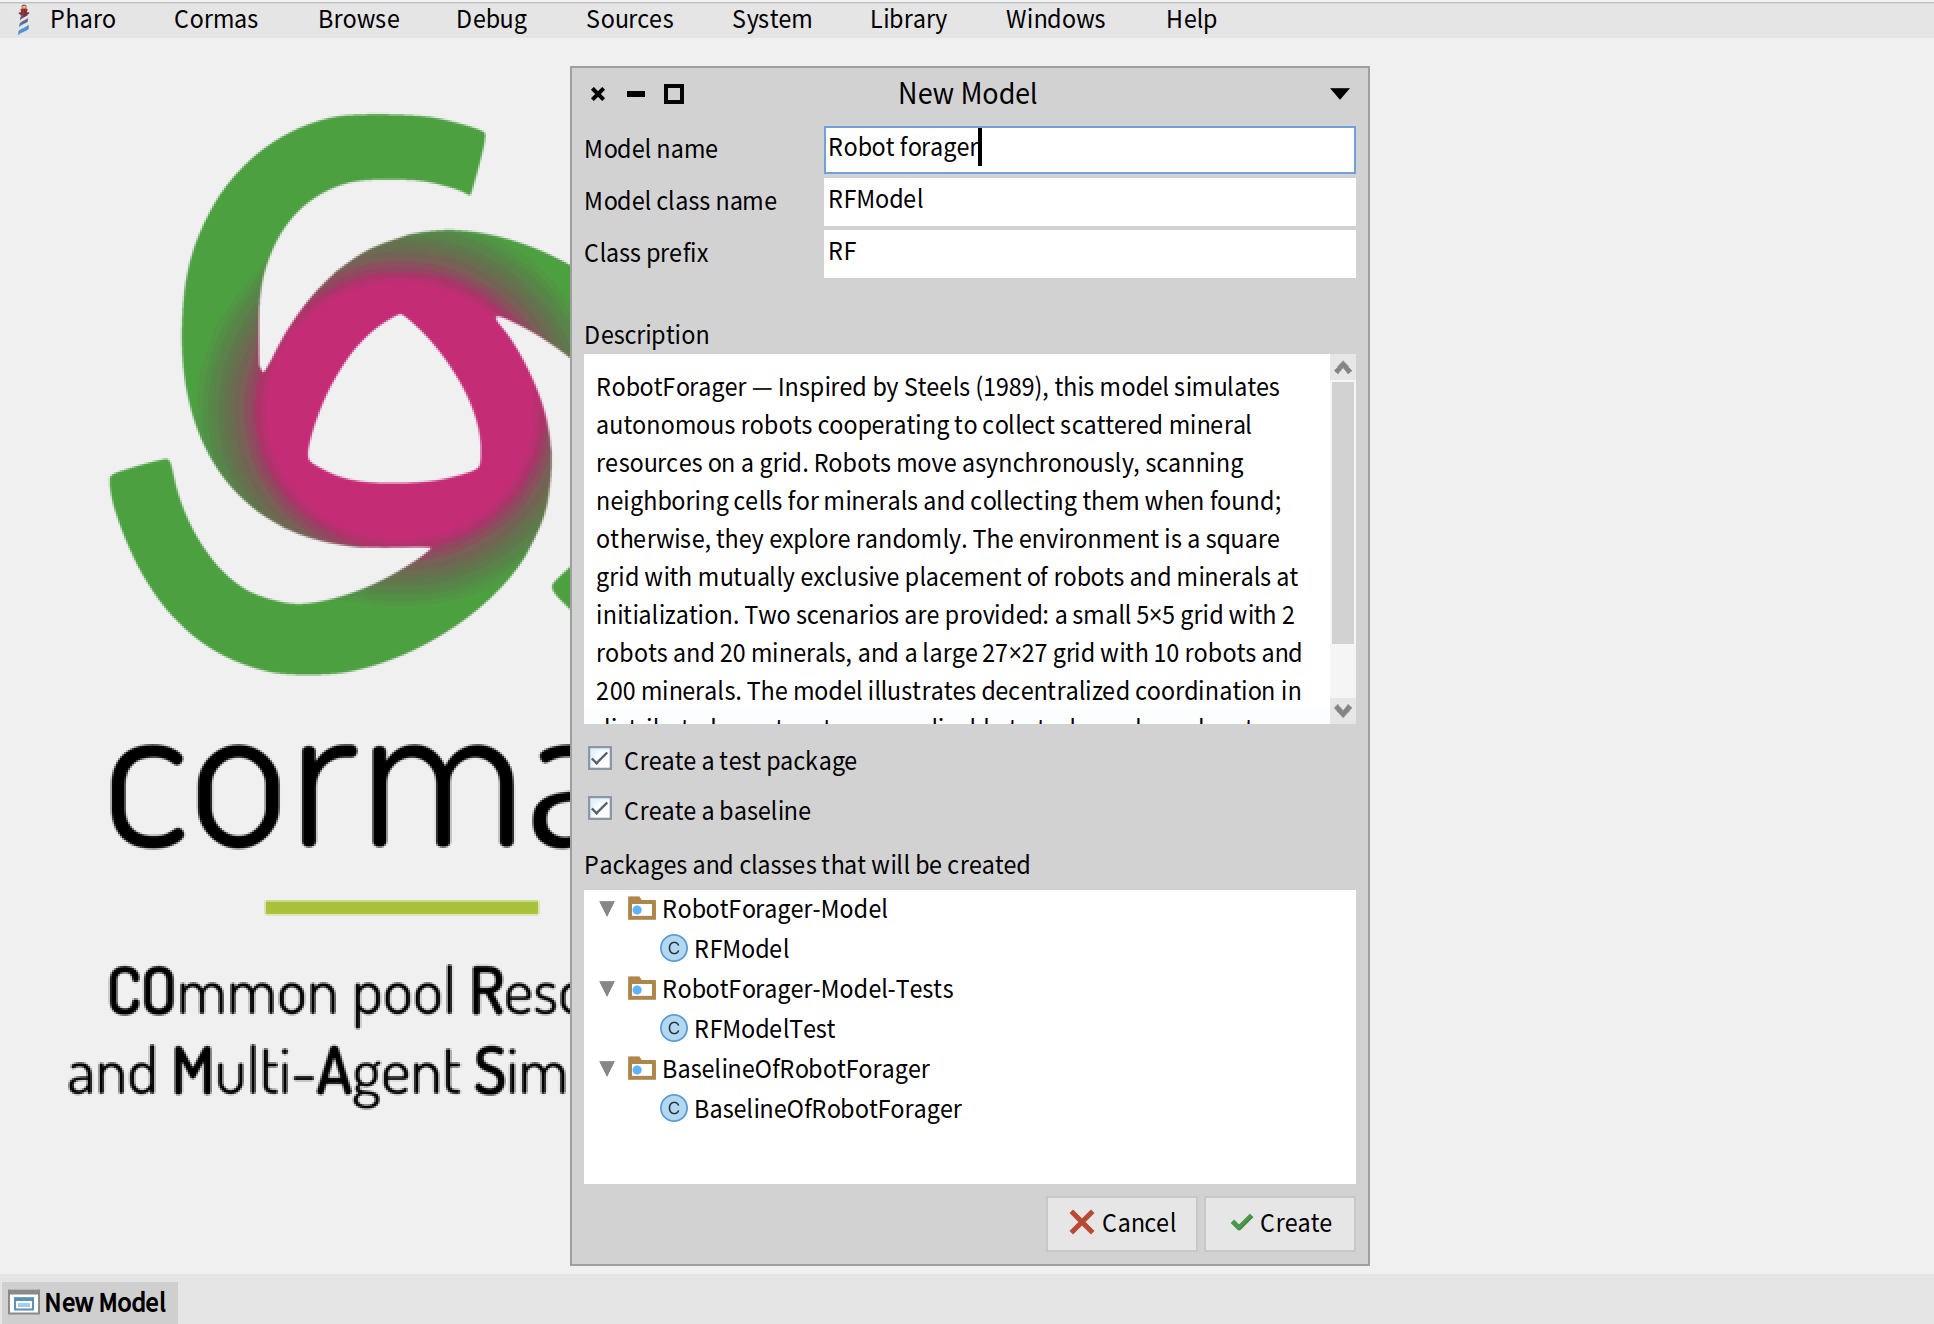 Pharo Cormas Browse Debug Sources System Library Windows Help
New Model
Model name Robot forager
Model class name RFModel
Class prefix RF
Description
RobotForager — Inspired by Steels (1989), this model simulates
autonomous robots cooperating to collect scattered mineral
resources on a grid. Robots move asynchronously, scanning
neighboring cells for minerals and collecting them when found;
otherwise, they explore randomly. The environment is a square
grid with mutually exclusive placement of robots and minerals at
initialization. Two scenarios are provided: a small 5×5 grid with 2
robots and 20 minerals, and a large 27×27 grid with 10 robots and
200 minerals. The model illustrates decentralized coordination in
Create a test package
Create a baseline
Packages and classes that will be created
RobotForager-Model
RFModel
RobotForager-Model-Tests
RFModelTest
BaselineOfRobotForager
BaselineOfRobotForager
Cancel Create
corma
COmmon pool Reso
and Multi-Agent Sim
New Model